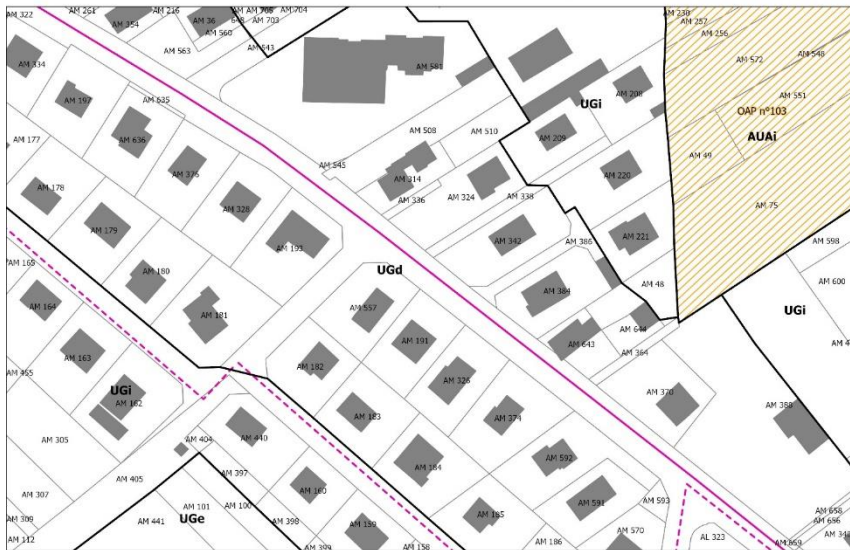 AM 322
AM 261
AM 216
AM 36
AM 703
AM 704
AM 354
AM 560
AM 563
AM 543
AM 334
AM 581
AM 230
AM 257
AM 256
AM 548
AM 572
AM 551
AM 197
AM 635
AM 208
UGi
OAP n°103
AUAi
AM 177
AM 636
AM 508
AM 510
AM 209
AM 49
AM 376
AM 545
AM 314
AM 220
AM 178
AM 328
AM 336
AM 324
AM 338
AM 75
AM 179
AM 193
AM 342
AM 386
AM 221
AM 598
AM 165
AM 180
UGd
AM 48
AM 600
AM 164
AM 181
AM 557
AM 384
UGi
AM 163
AM 191
AM 643
AM 644
AM 364
AM 455
AM 182
AM 326
UGi
AM 162
AM 183
AM 374
AM 370
AM 388
AM 305
AM 404
AM 440
AM 184
AM 592
AM 405
AM 397
AM 307
AM 101
AM 100
AM 160
AM 591
AM 593
AM 309
AM 441
UGe
AM 398
AM 185
AM 658
AM 656
AM 112
AM 399
AM 159
AM 158
AM 186
AM 570
AL 323
AM 659